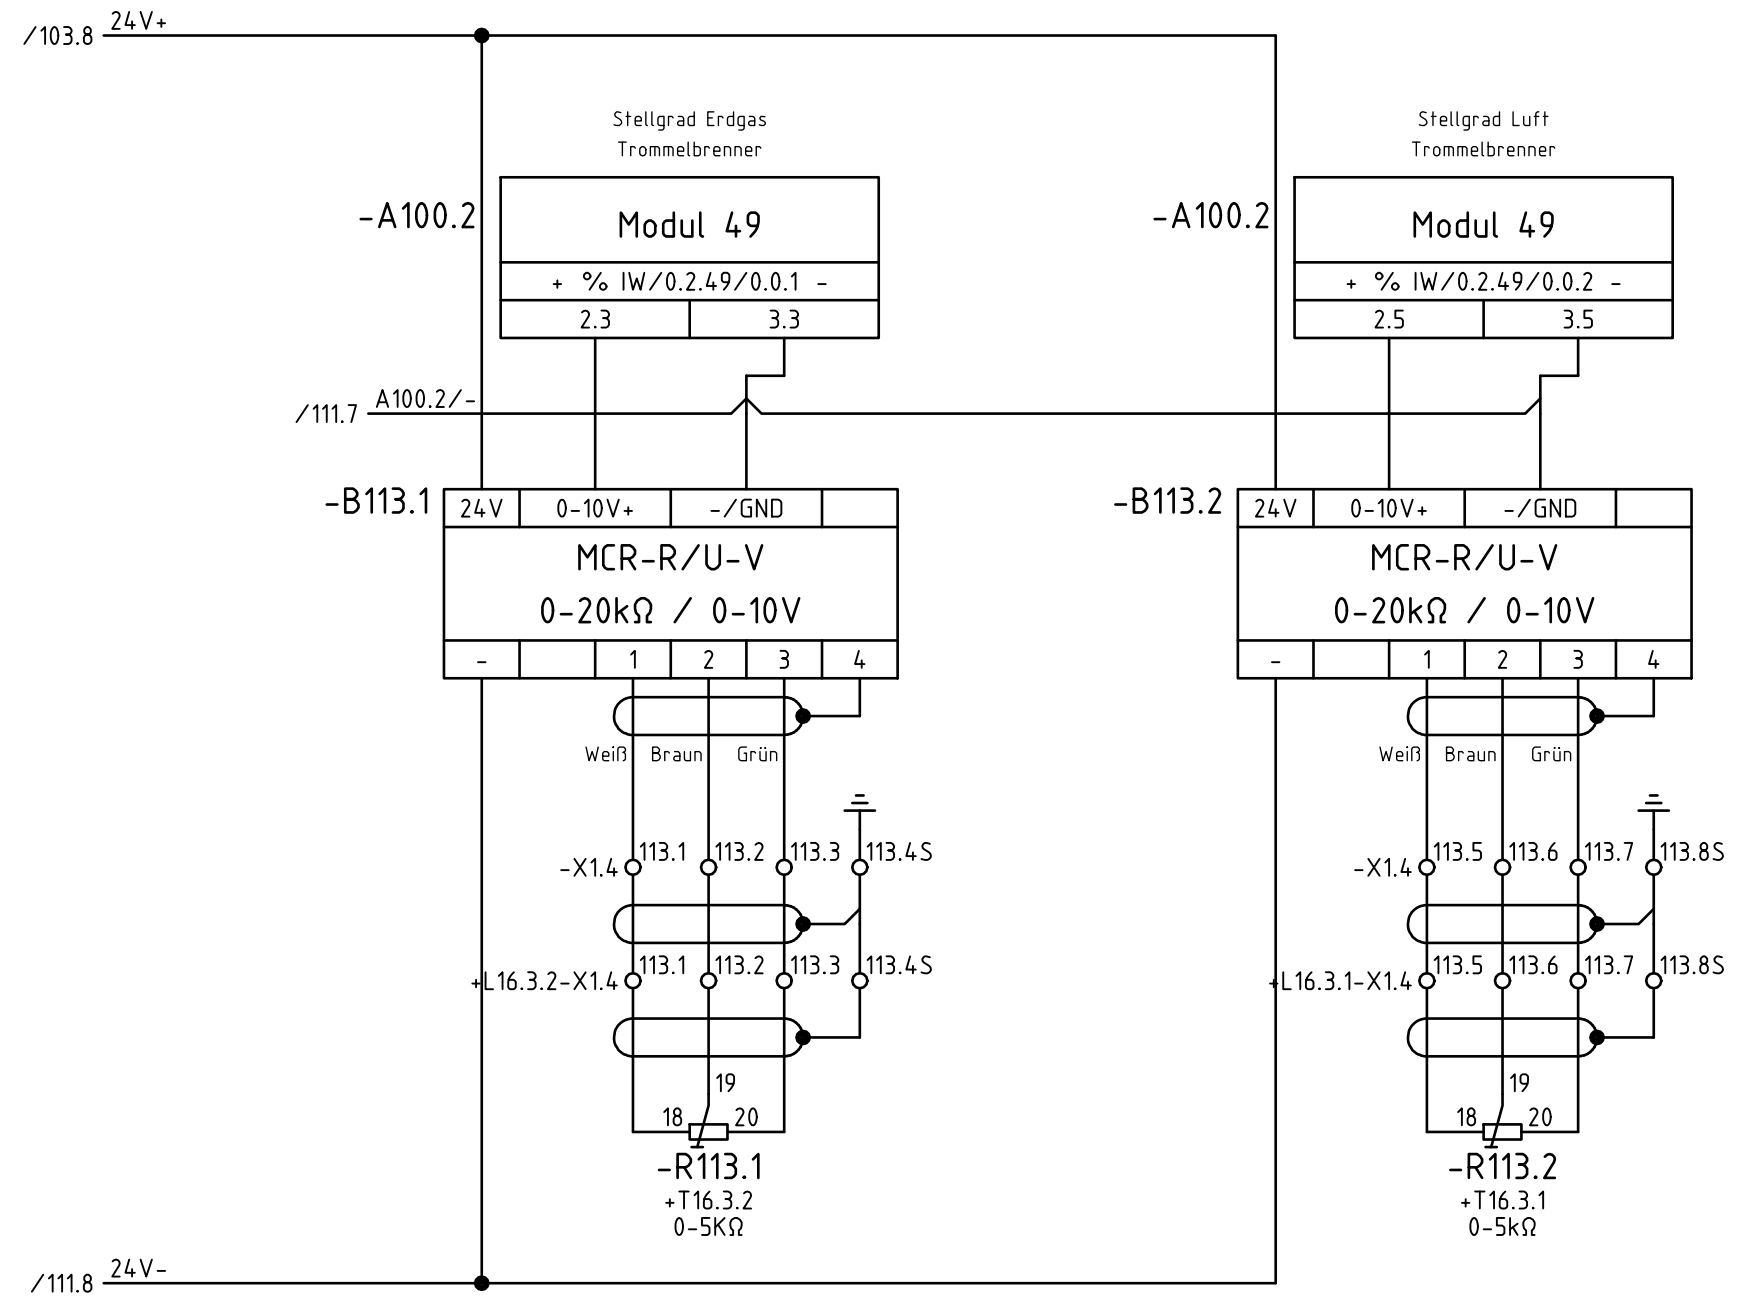 24V+
/103.8
Stellgrad Erdgas
Trommelbrenner
-A100.2
Modul 49
+ % IW/0.2.49/0.0.1 -
2.3 3.3
Stellgrad Luft
Trommelbrenner
-A100.2
Modul 49
+ % IW/0.2.49/0.0.2 -
2.5 3.5
A100.2/-
/111.7
-B113.1
24V 0-10V+ -/GND
MCR-R/U-V
0-20kΩ / 0-10V
- 1 2 3 4
Weiß Braun Grün
-X1.4 113.1 113.2 113.3 113.4S
+L16.3.2-X1.4 113.1 113.2 113.3 113.4S
19
18 20
-R113.1
+T16.3.2
0-5KΩ
-B113.2
24V 0-10V+ -/GND
MCR-R/U-V
0-20kΩ / 0-10V
- 1 2 3 4
Weiß Braun Grün
-X1.4 113.5 113.6 113.7 113.8S
+L16.3.1-X1.4 113.5 113.6 113.7 113.8S
19
18 20
-R113.2
+T16.3.1
0-5kΩ
24V-
/111.8